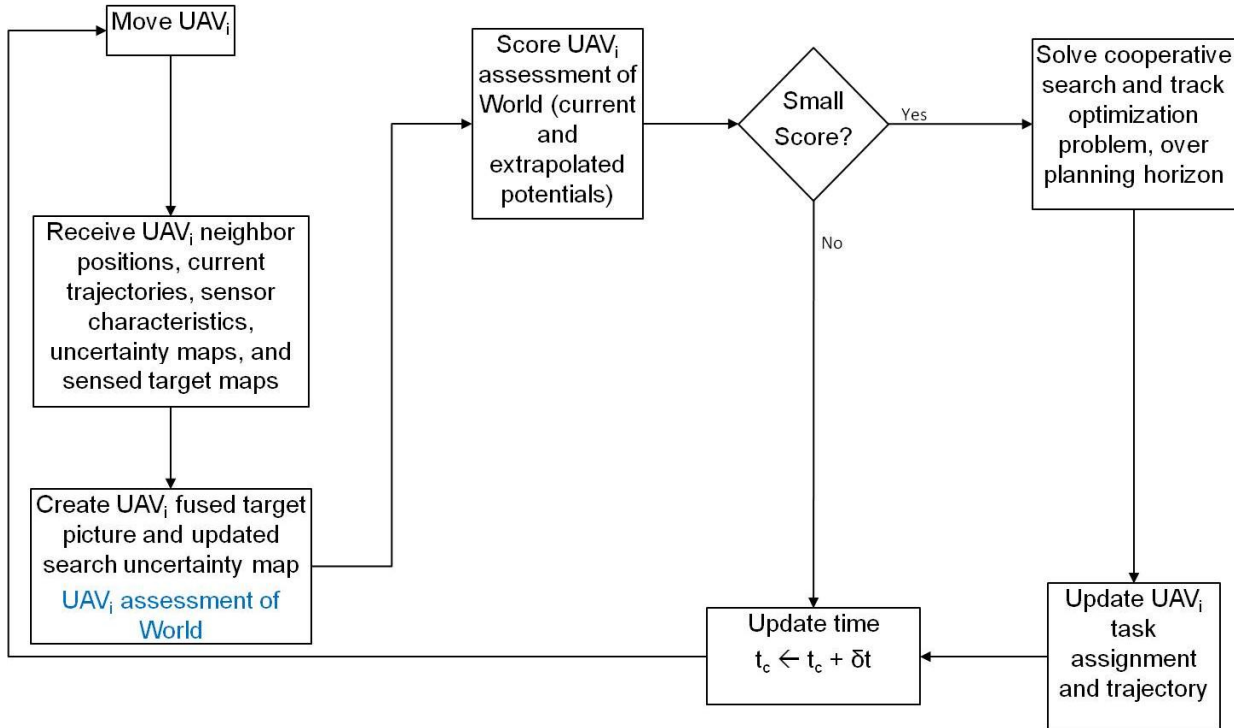 Move UAVᵢ
Receive UAVᵢ neighbor
positions, current
trajectories, sensor
characteristics,
uncertainty maps, and
sensed target maps
Create UAVᵢ fused target
picture and updated
search uncertainty map
UAVᵢ assessment of
World
Score UAVᵢ
assessment of
World (current
and
extrapolated
potentials)
Small
Score?
Yes
No
Solve cooperative
search and track
optimization
problem, over
planning horizon
Update UAVᵢ
task
assignment
and trajectory
Update time
t_c ← t_c + δt